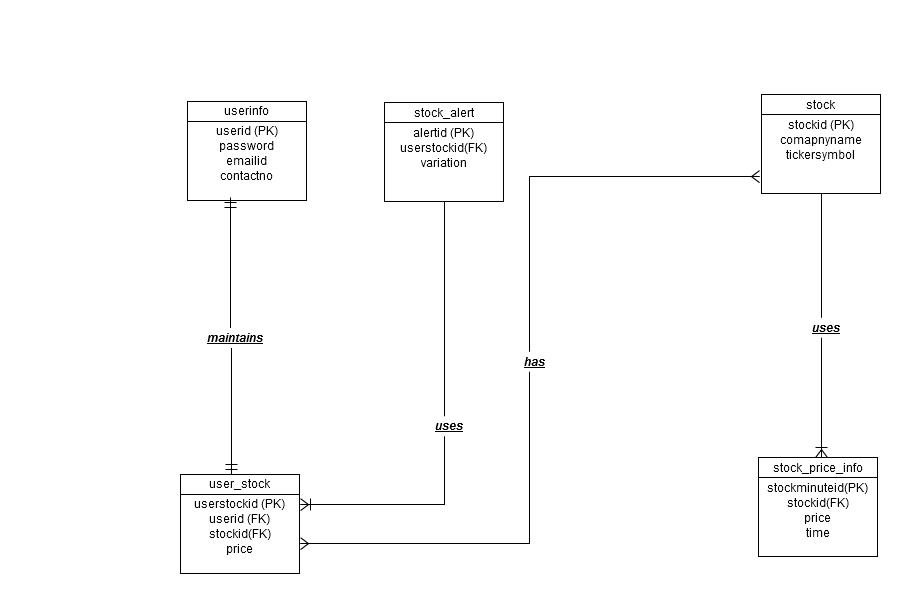 userinfo
userid (PK)
password
emailid
contactno
stock_alert
alertid (PK)
userstockid(FK)
variation
stock
stockid (PK)
comapnyname
tickersymbol
maintains
uses
has
uses
user_stock
userstockid (PK)
userid (FK)
stockid(FK)
price
stock_price_info
stockminuteid(PK)
stockid(FK)
price
time